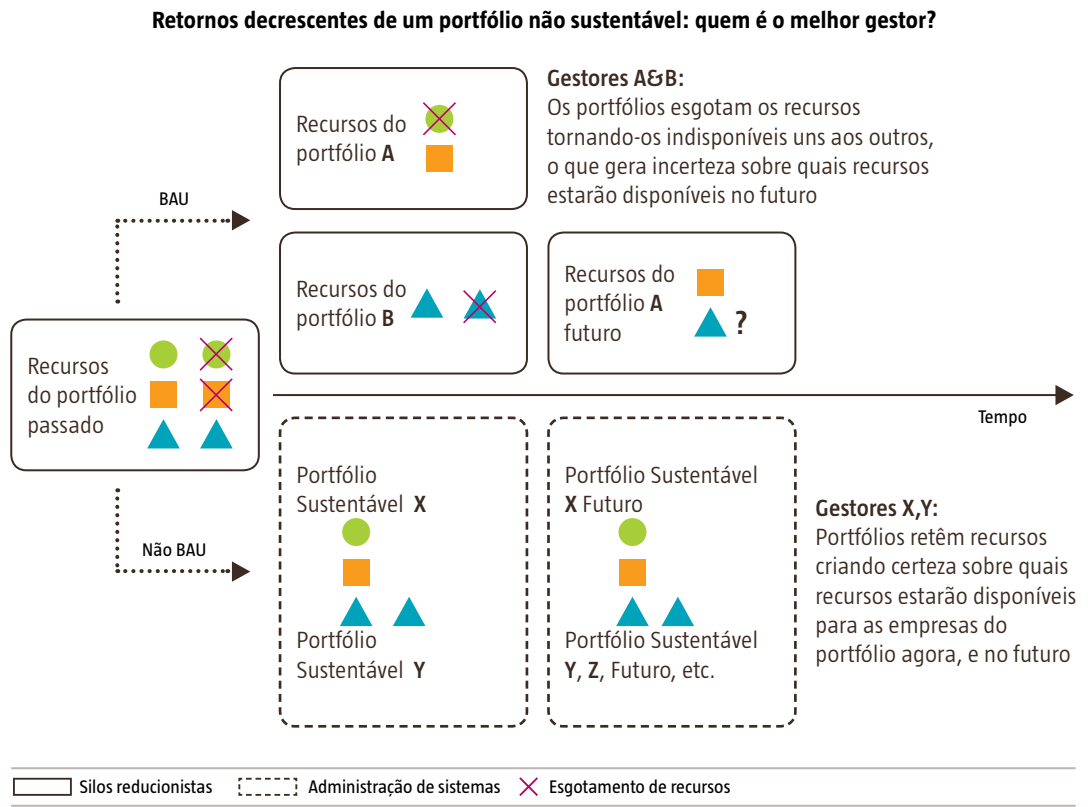 Retornos decrescentes de um portfólio não sustentável: quem é o melhor gestor?
Recursos do
portfólio A
Gestores A&B:
Os portfólios esgotam os recursos
tornando-os indisponíveis uns aos outros,
o que gera incerteza sobre quais recursos
estarão disponíveis no futuro
BAU
Recursos do
portfólio B
Recursos do
portfólio A
futuro
?
Recursos
do portfólio
passado
Tempo
Não BAU
Portfólio
Sustentável X
Portfólio
Sustentável Y
Portfólio Sustentável
X Futuro
Portfólio Sustentável
Y, Z, Futuro, etc.
Gestores X,Y:
Portfólios retêm recursos
criando certeza sobre quais
recursos estarão disponíveis
para as empresas do
portfólio agora, e no futuro
Silos reducionistas
Administração de sistemas
Esgotamento de recursos